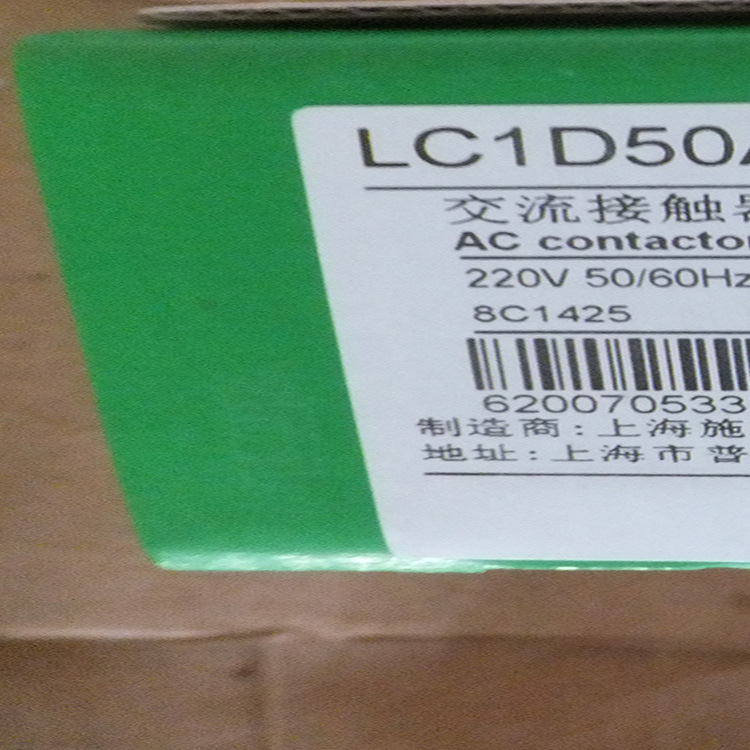 LC1D50A
交流接触器
AC contactor
220V 50/60Hz
8C1425
620070533
制造商:上海施
地址:上海市普